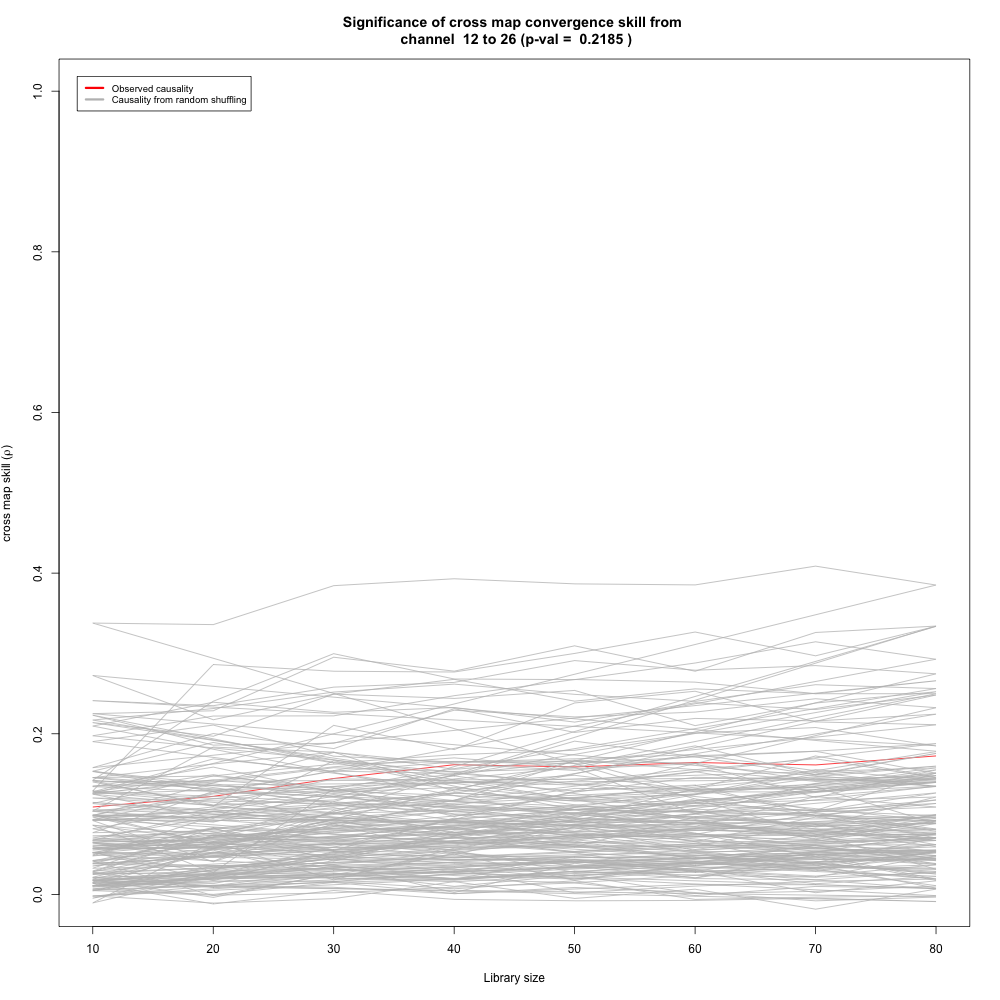 Significance of cross map convergence skill from
channel  12 to 26 (p-val =  0.2185 )
Observed causality
Causality from random shuffling
1.0
0.8
0.6
0.4
0.2
0.0
cross map skill (ρ)
10 20 30 40 50 60 70 80
Library size